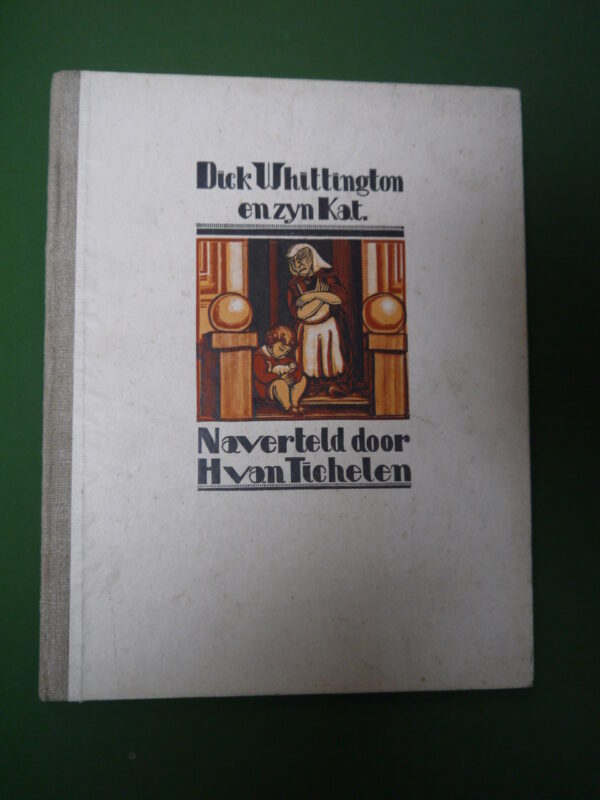 Dick Whittington
en zyn Kat.
Naverteld door
H van Tichelen